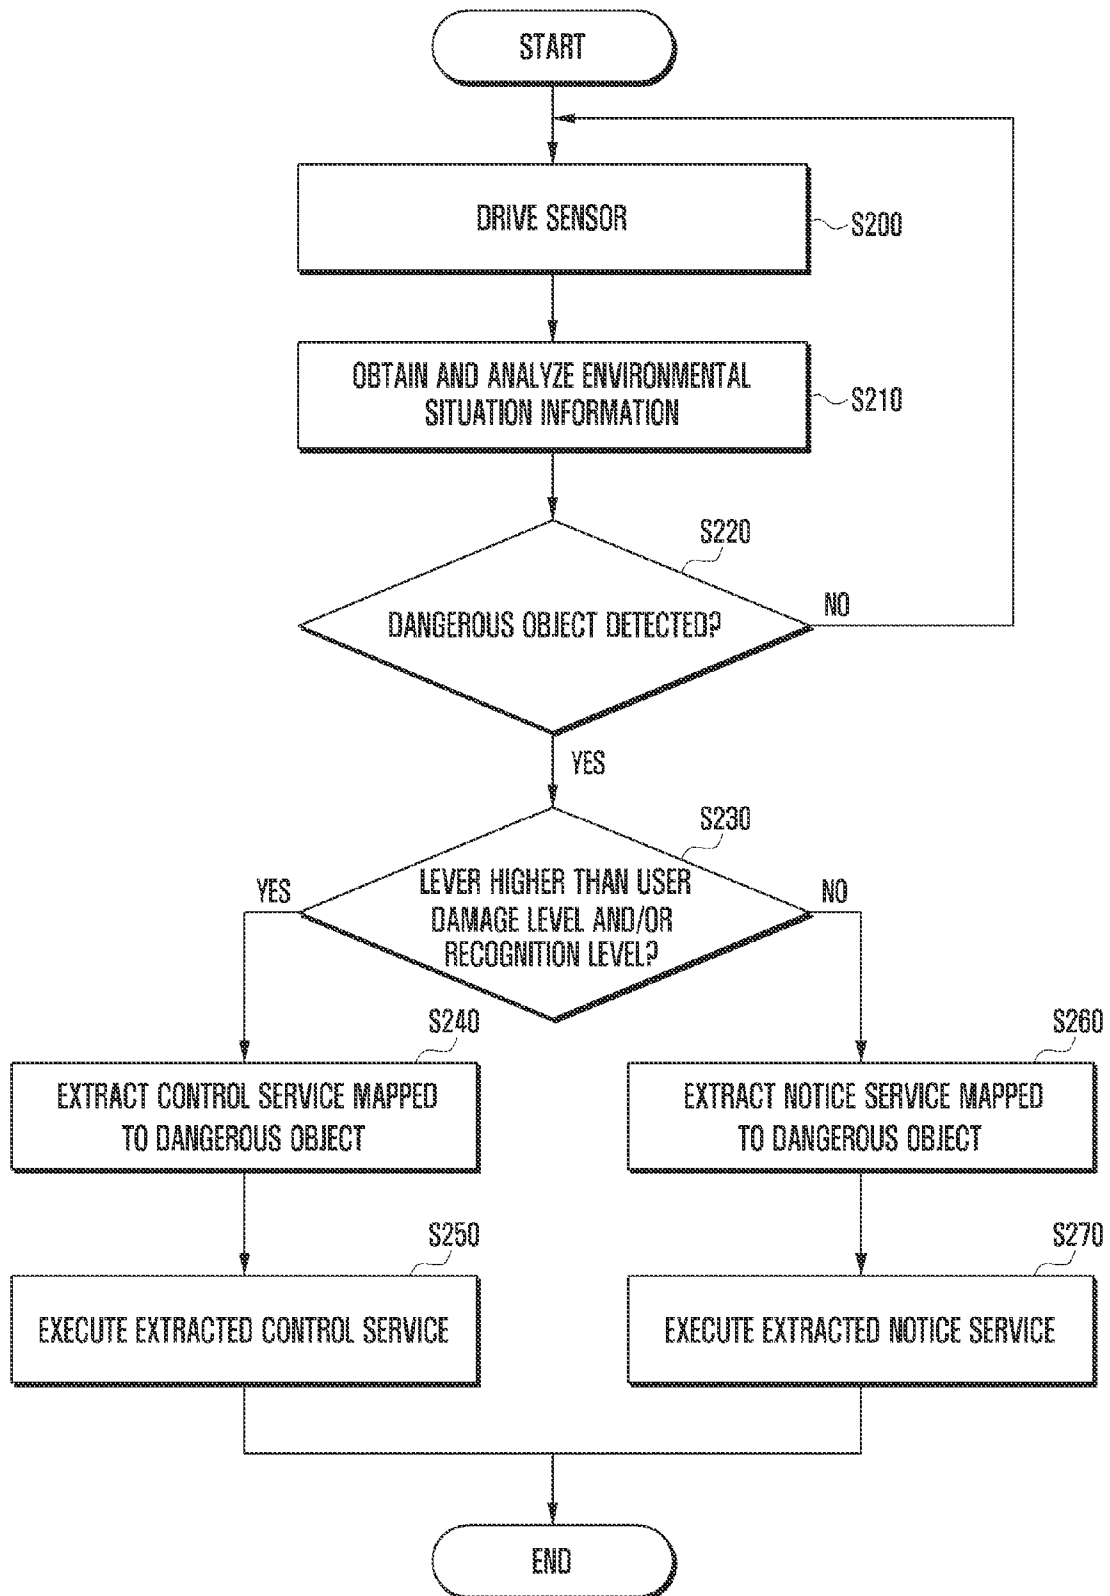 START
DRIVE SENSOR
S200
OBTAIN AND ANALYZE ENVIRONMENTAL
SITUATION INFORMATION
S210
S220
DANGEROUS OBJECT DETECTED?
NO
YES
S230
LEVER HIGHER THAN USER
DAMAGE LEVEL AND/OR
RECOGNITION LEVEL?
YES
NO
S240
EXTRACT CONTROL SERVICE MAPPED
TO DANGEROUS OBJECT
S260
EXTRACT NOTICE SERVICE MAPPED
TO DANGEROUS OBJECT
S250
EXECUTE EXTRACTED CONTROL SERVICE
S270
EXECUTE EXTRACTED NOTICE SERVICE
END